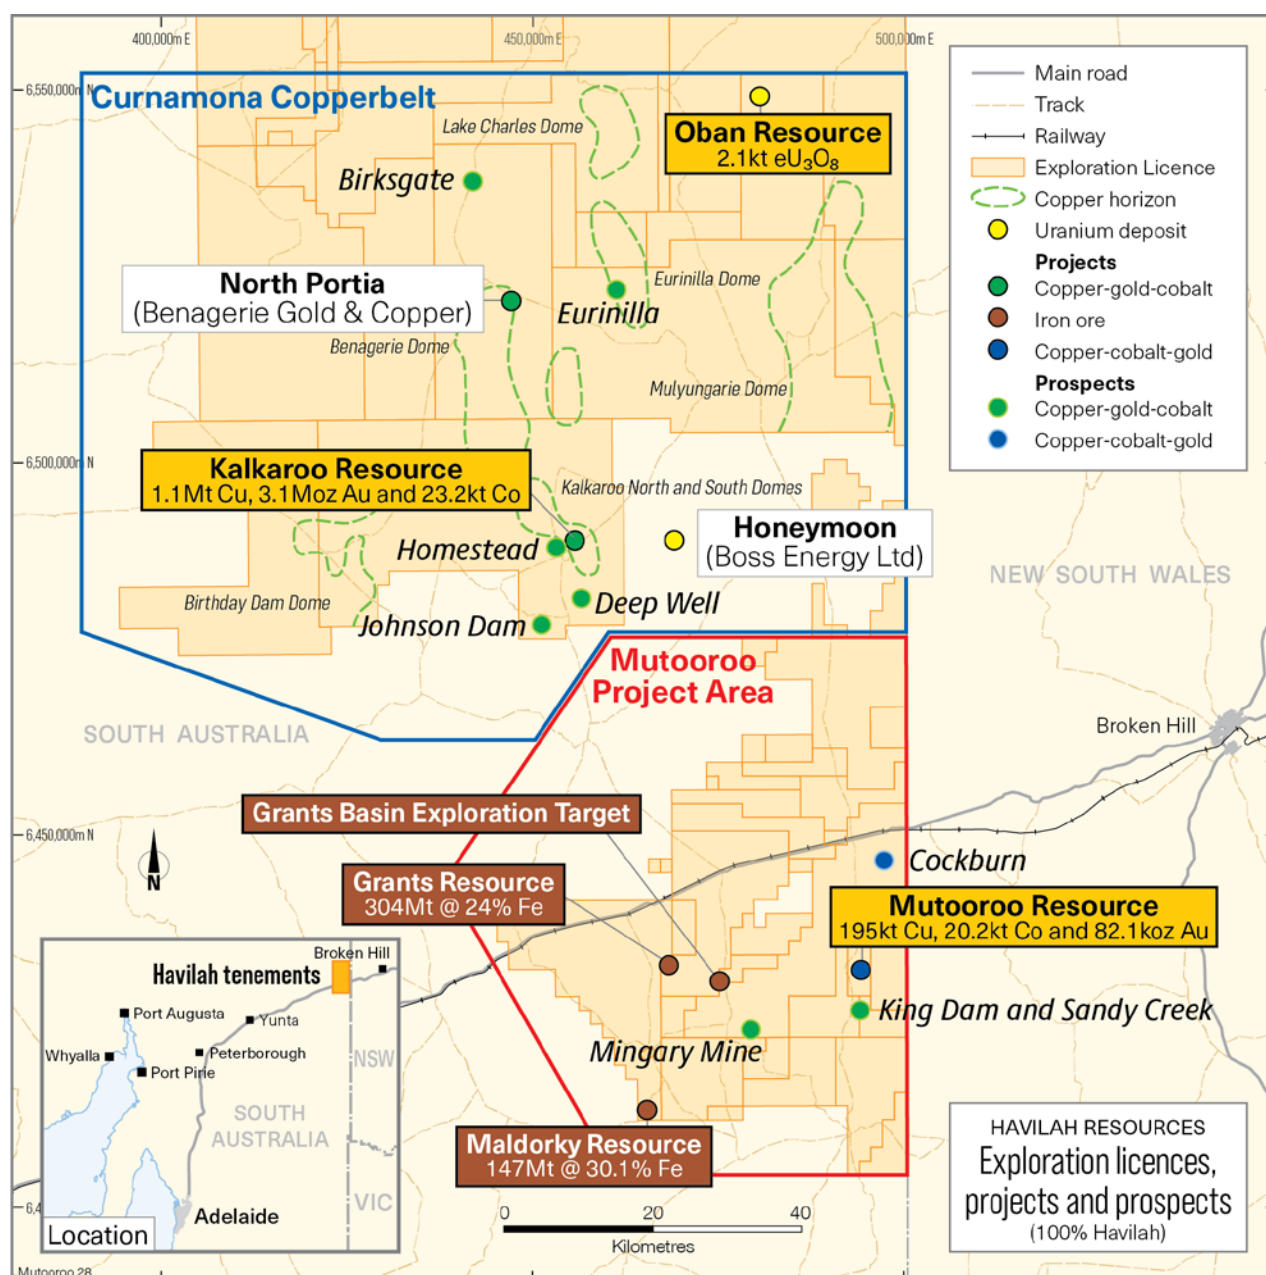 400,000m E
450,000m E
500,000m E
6,550,000m N
Curnamona Copperbelt
Lake Charles Dome
Oban Resource
2.1kt eU₃O₈
Birksgate
North Portia
(Benagerie Gold & Copper)
Eurinilla Dome
Eurinilla
Benagerie Dome
Mulyungarie Dome
6,500,000m N
Kalkaroo Resource
1.1Mt Cu, 3.1Moz Au and 23.2kt Co
Kalkaroo North and South Domes
Honeymoon
(Boss Energy Ltd)
Homestead
Birthday Dam Dome
Deep Well
Johnson Dam
Main road
Track
Railway
Exploration Licence
Copper horizon
Uranium deposit
Projects
Copper-gold-cobalt
Iron ore
Copper-cobalt-gold
Prospects
Copper-gold-cobalt
Copper-cobalt-gold
NEW SOUTH WALES
Mutooroo
Project Area
SOUTH AUSTRALIA
Broken Hill
Grants Basin Exploration Target
6,450,000m N
N
Cockburn
Grants Resource
304Mt @ 24% Fe
Mutooroo Resource
195kt Cu, 20.2kt Co and 82.1koz Au
King Dam and Sandy Creek
Mingary Mine
Maldorky Resource
147Mt @ 30.1% Fe
0
20
40
Kilometres
Broken Hill
Havilah tenements
Port Augusta
Yunta
Whyalla
Peterborough
Port Pirie
NSW
SOUTH
AUSTRALIA
VIC
Adelaide
Location
6,4
HAVILAH RESOURCES
Exploration licences,
projects and prospects
(100% Havilah)
Mutooroo 28